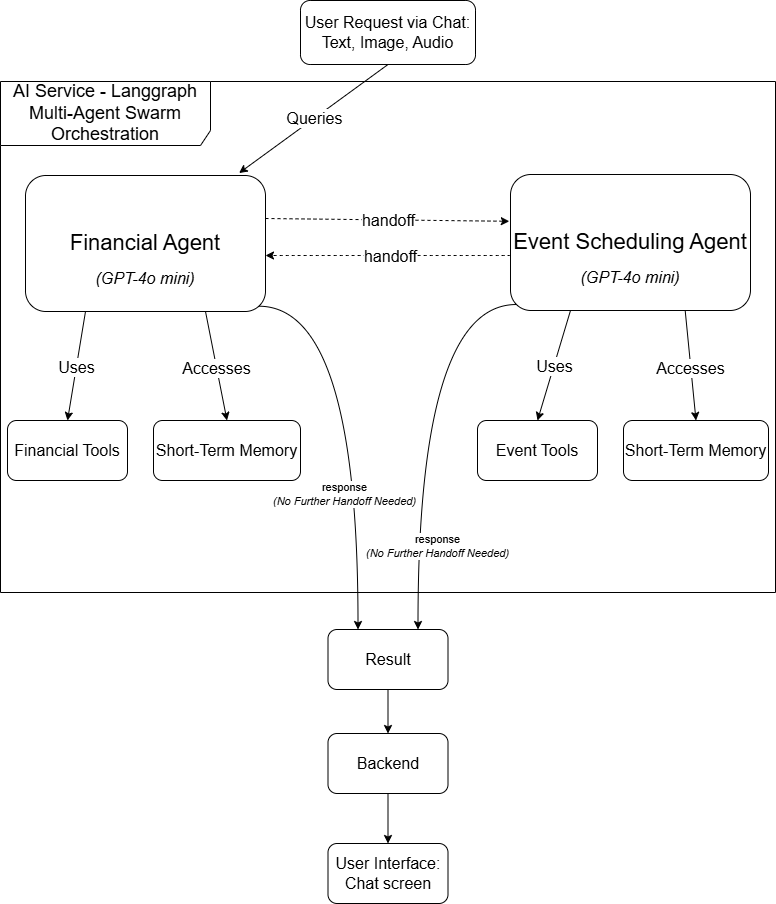 User Request via Chat:
Text, Image, Audio
AI Service - Langgraph
Multi-Agent Swarm
Orchestration
Queries
Financial Agent
(GPT-4o mini)
handoff
handoff
Event Scheduling Agent
(GPT-4o mini)
Uses
Accesses
Uses
Accesses
Financial Tools
Short-Term Memory
Event Tools
Short-Term Memory
response
(No Further Handoff Needed)
response
(No Further Handoff Needed)
Result
Backend
User Interface:
Chat screen